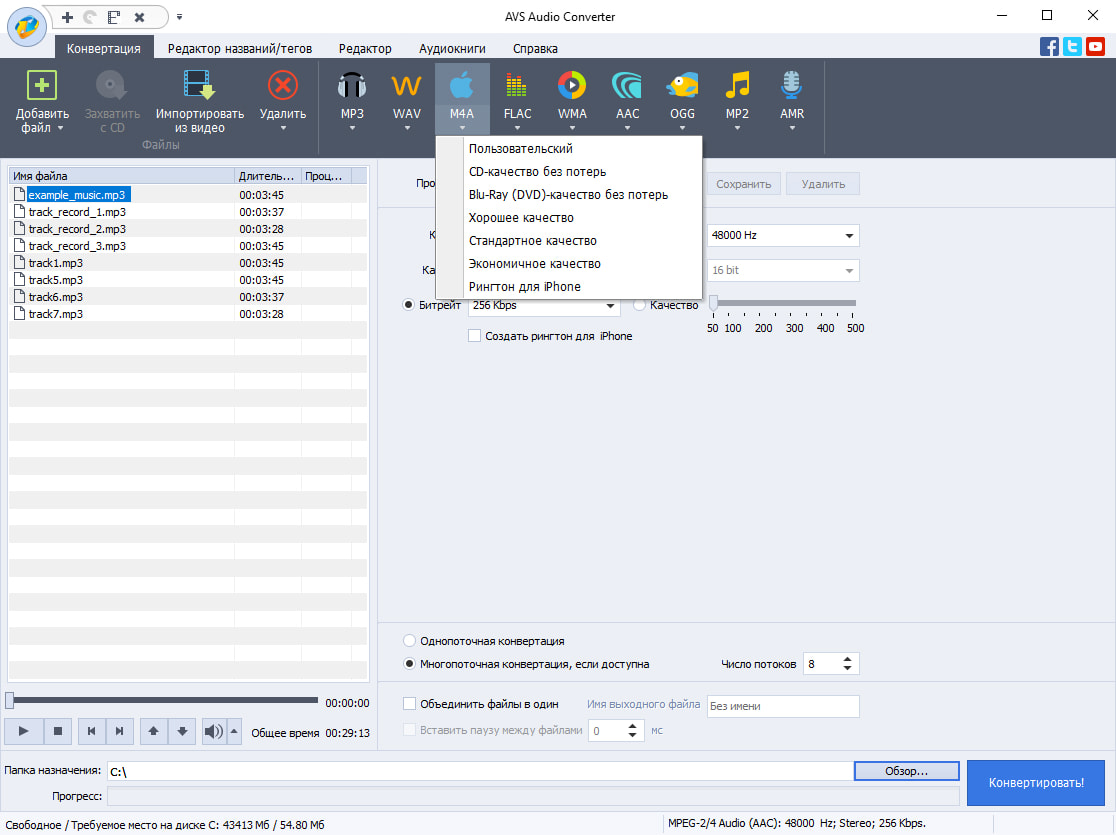 AVS Audio Converter
Конвертация Редактор названий/тегов Редактор Аудиокниги Справка
Добавить файл
Захватить с CD
Импортировать из видео
Удалить
Файлы
MP3 WAV M4A FLAC WMA AAC OGG MP2 AMR
Пользовательский
CD-качество без потерь
Blu-Ray (DVD)-качество без потерь
Хорошее качество
Стандартное качество
Экономичное качество
Рингтон для iPhone
Имя файла Длитель... Проц...
example_music.mp3 00:03:45
track_record_1.mp3 00:03:37
track_record_2.mp3 00:03:28
track_record_3.mp3 00:03:45
track1.mp3 00:03:45
track5.mp3 00:03:45
track6.mp3 00:03:37
track7.mp3 00:03:28
Сохранить Удалить
48000 Hz
16 bit
Битрейт 256 Kbps Качество
50 100 200 300 400 500
Создать рингтон для iPhone
Однопоточная конвертация
Многопоточная конвертация, если доступна Число потоков 8
Объединить файлы в один Имя выходного файла Без имени
Вставить паузу между файлами 0 мс
00:00:00
Общее время 00:29:13
Папка назначения: C:\ Обзор...
Прогресс:
Конвертировать!
Свободное / Требуемое место на диске C: 43413 Мб / 54.80 Мб
MPEG-2/4 Audio (AAC): 48000 Hz; Stereo; 256 Kbps.